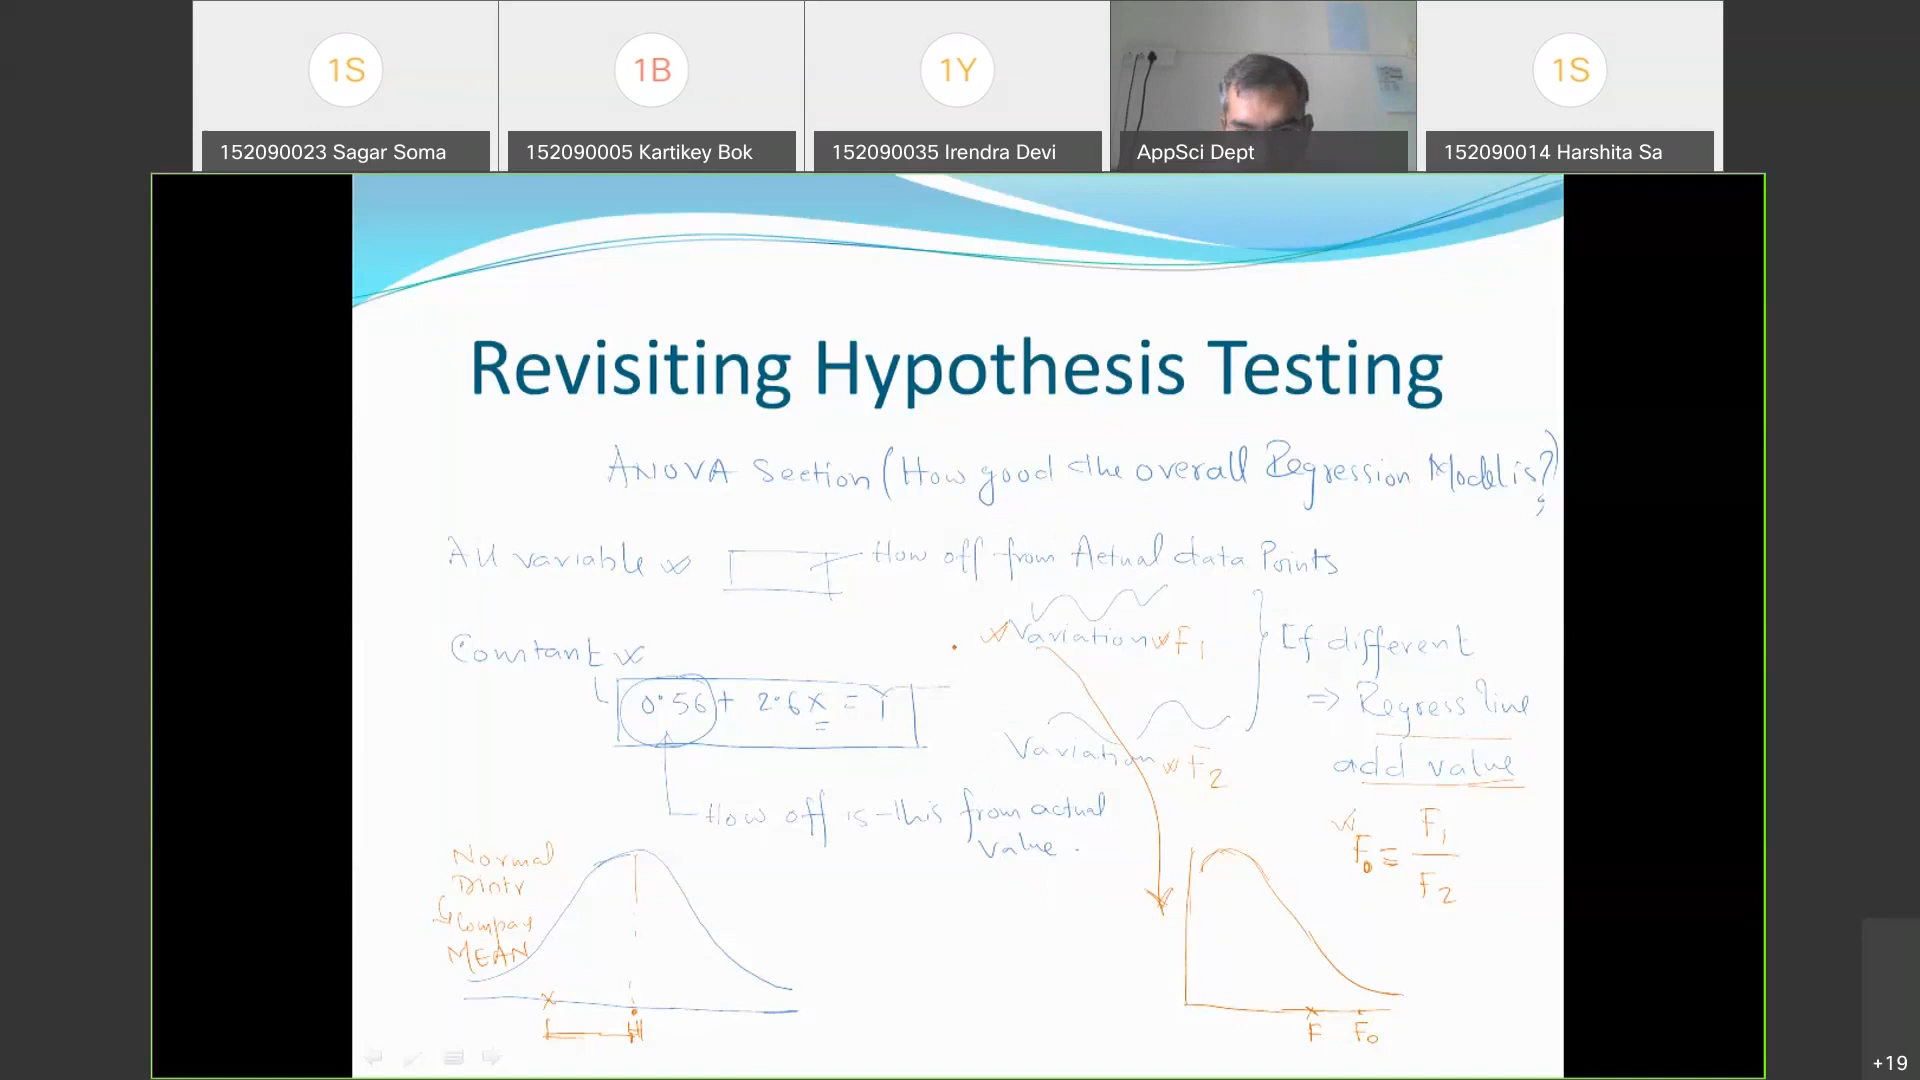 1S
1B
1Y
1S
152090023 Sagar Soma
152090005 Kartikey Bok
152090035 Irendra Devi
AppSci Dept
152090014 Harshita Sa
Revisiting Hypothesis Testing
ANOVA Section (How good the overall Regression Model is?)
All variable
How off from Actual data Points
Variation F1
If different
Constant
0.56 + 2.6x = Y
⇒ Regress line
Variation F2
add value
How off is this from actual
value.
F0 = F1 / F2
Normal
Distr
Compay
MEAN
H
F F0
+19